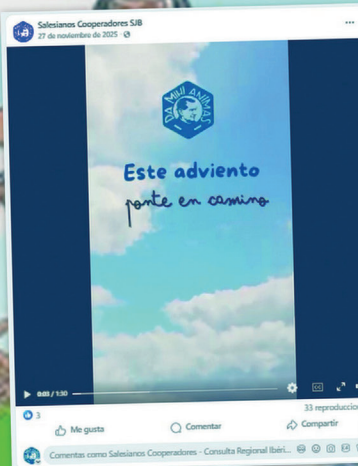 Salesianos Cooperadores SJB
27 de noviembre de 2025
DA MIHI ANIMAS
Este adviento
ponte en camino
0:03 / 1:30
3
33 reproducciones
Me gusta
Comentar
Compartir
Comentas como Salesianos Cooperadores - Consulta Regional Ibéri...